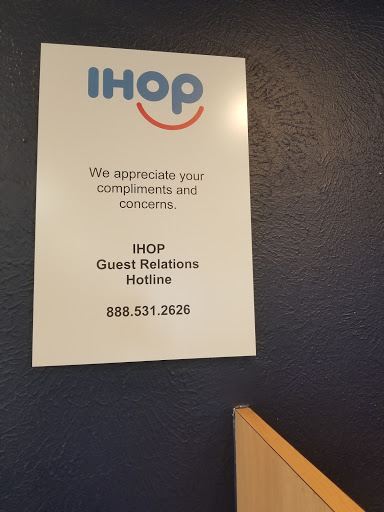 IHOP
We appreciate your
compliments and
concerns.
IHOP
Guest Relations
Hotline
888.531.2626